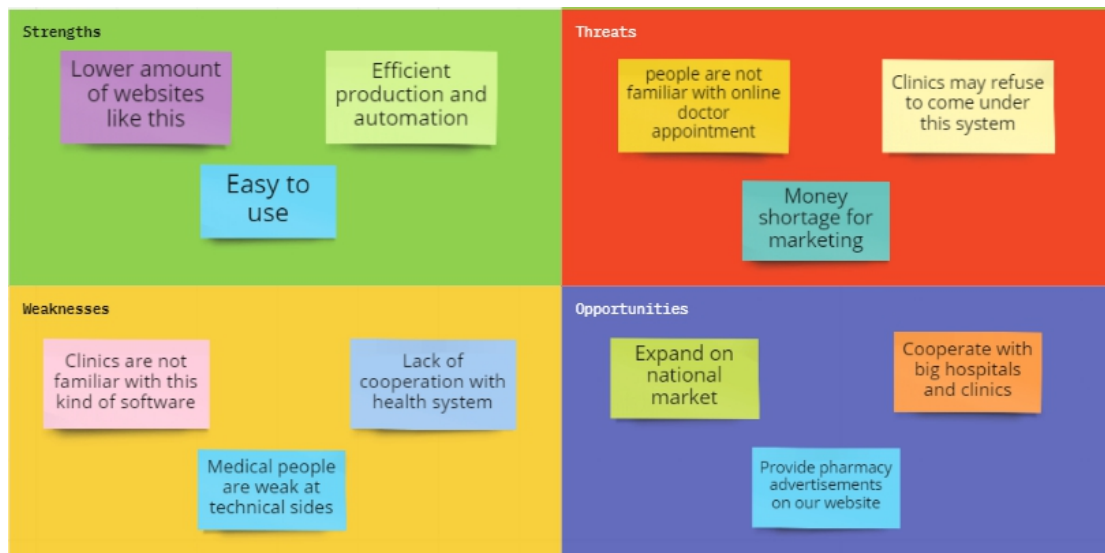 Strengths
Lower amount
of websites
like this
Efficient
production and
automation
Easy to
use
Threats
people are not
familiar with online
doctor
appointment
Clinics may refuse
to come under
this system
Money
shortage for
marketing
Weaknesses
Clinics are not
familiar with this
kind of software
Lack of
cooperation with
health system
Medical people
are weak at
technical sides
Opportunities
Expand on
national
market
Cooperate with
big hospitals
and clinics
Provide pharmacy
advertisements
on our website